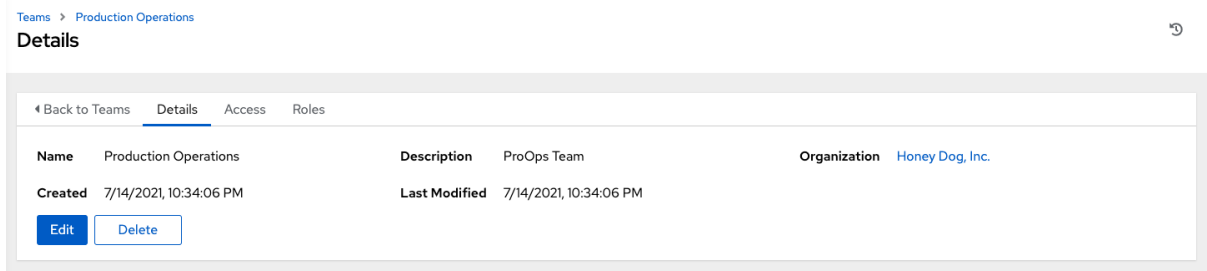 Teams > Production Operations
Details
Back to Teams Details Access Roles
Name Production Operations Description ProOps Team Organization Honey Dog, Inc.
Created 7/14/2021, 10:34:06 PM Last Modified 7/14/2021, 10:34:06 PM
Edit Delete